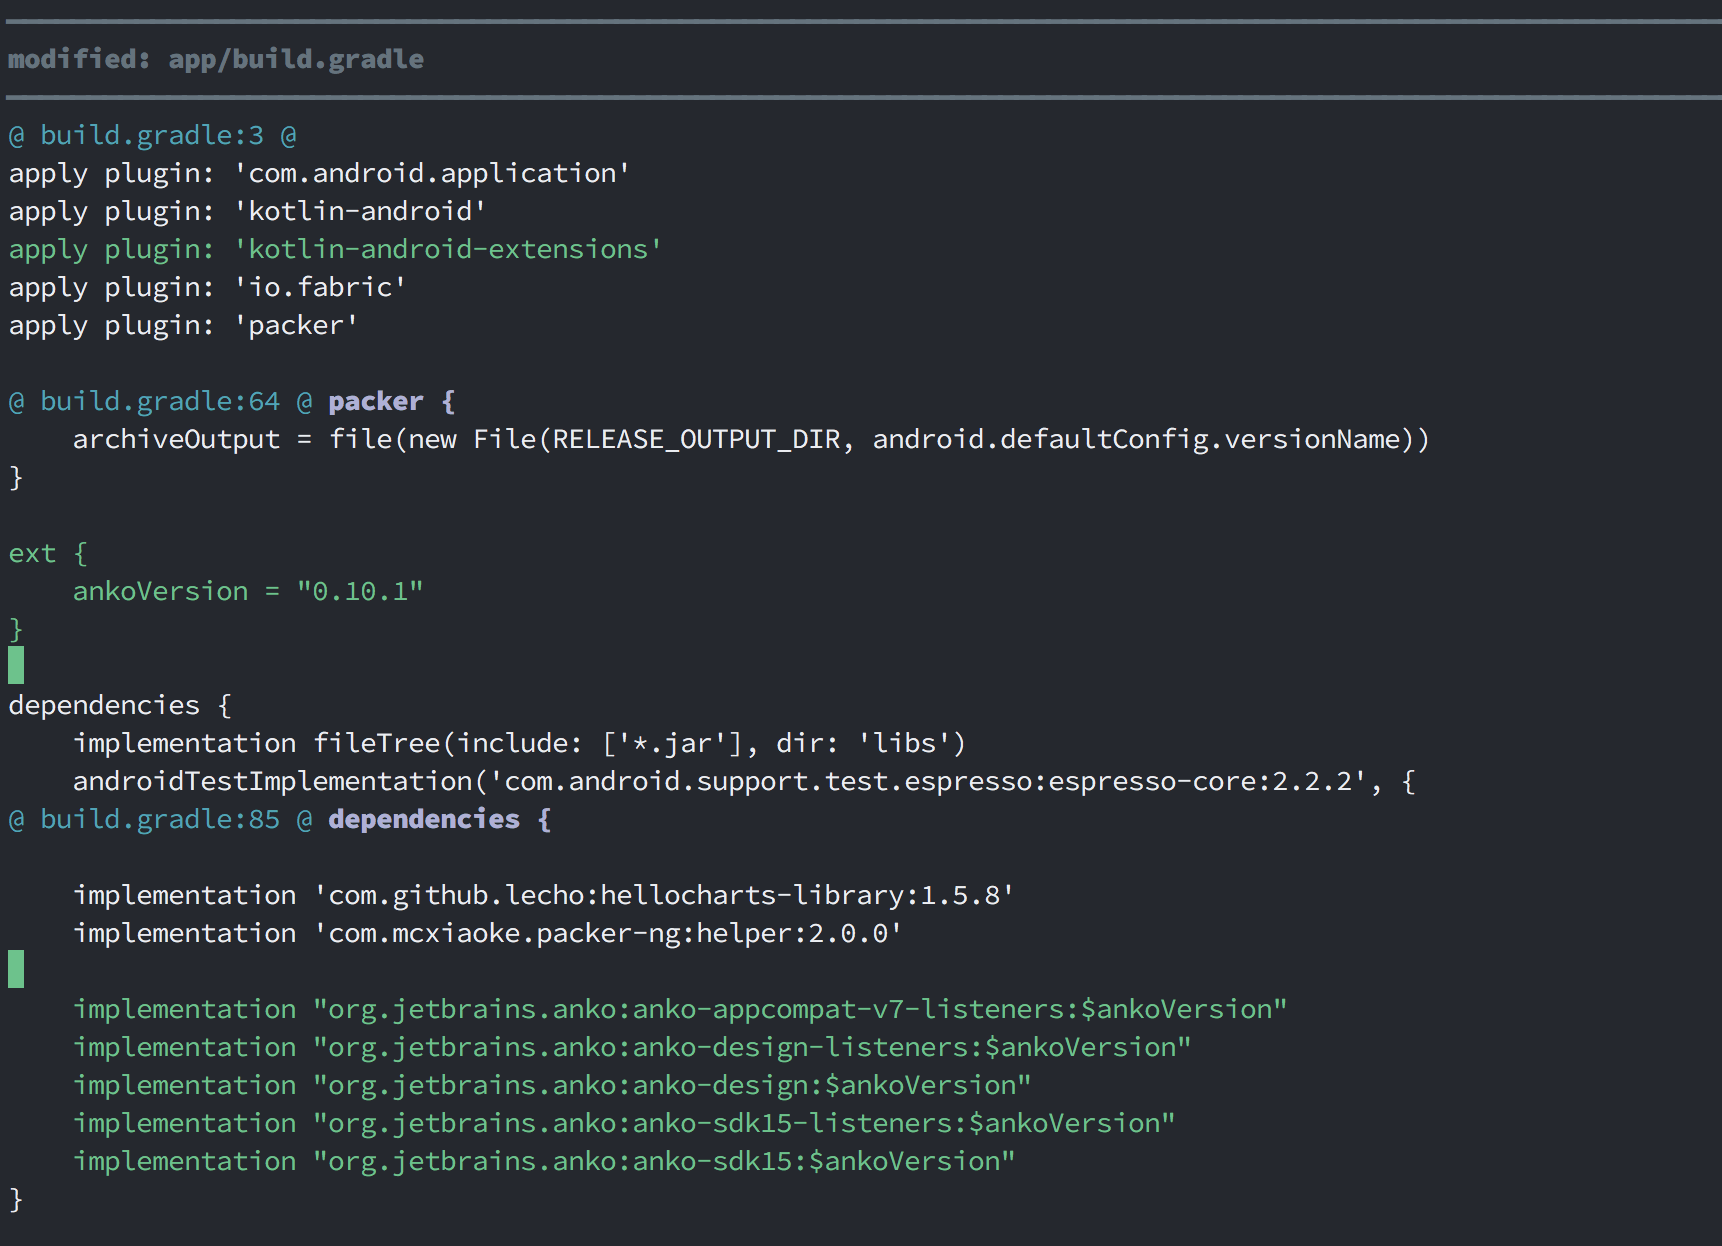 modified: app/build.gradle
@ build.gradle:3 @
apply plugin: 'com.android.application'
apply plugin: 'kotlin-android'
apply plugin: 'kotlin-android-extensions'
apply plugin: 'io.fabric'
apply plugin: 'packer'
@ build.gradle:64 @ packer {
    archiveOutput = file(new File(RELEASE_OUTPUT_DIR, android.defaultConfig.versionName))
}
ext {
    ankoVersion = "0.10.1"
}
dependencies {
    implementation fileTree(include: ['*.jar'], dir: 'libs')
    androidTestImplementation('com.android.support.test.espresso:espresso-core:2.2.2', {
@ build.gradle:85 @ dependencies {
    implementation 'com.github.lecho:hellocharts-library:1.5.8'
    implementation 'com.mcxiaoke.packer-ng:helper:2.0.0'
    implementation "org.jetbrains.anko:anko-appcompat-v7-listeners:$ankoVersion"
    implementation "org.jetbrains.anko:anko-design-listeners:$ankoVersion"
    implementation "org.jetbrains.anko:anko-design:$ankoVersion"
    implementation "org.jetbrains.anko:anko-sdk15-listeners:$ankoVersion"
    implementation "org.jetbrains.anko:anko-sdk15:$ankoVersion"
}